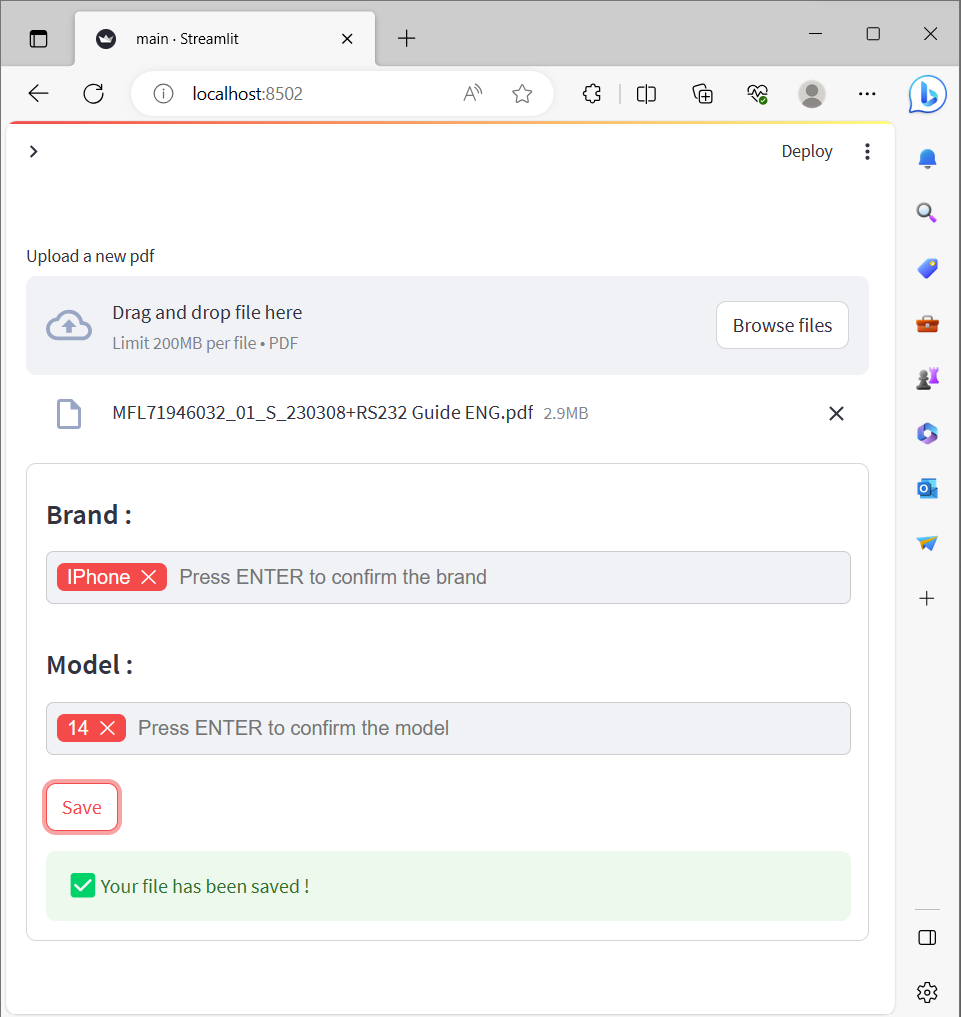 main · Streamlit
localhost:8502
Deploy
Upload a new pdf
Drag and drop file here
Limit 200MB per file • PDF
Browse files
MFL71946032_01_S_230308+RS232 Guide ENG.pdf 2.9MB
Brand :
IPhone Press ENTER to confirm the brand
Model :
14 Press ENTER to confirm the model
Save
Your file has been saved !